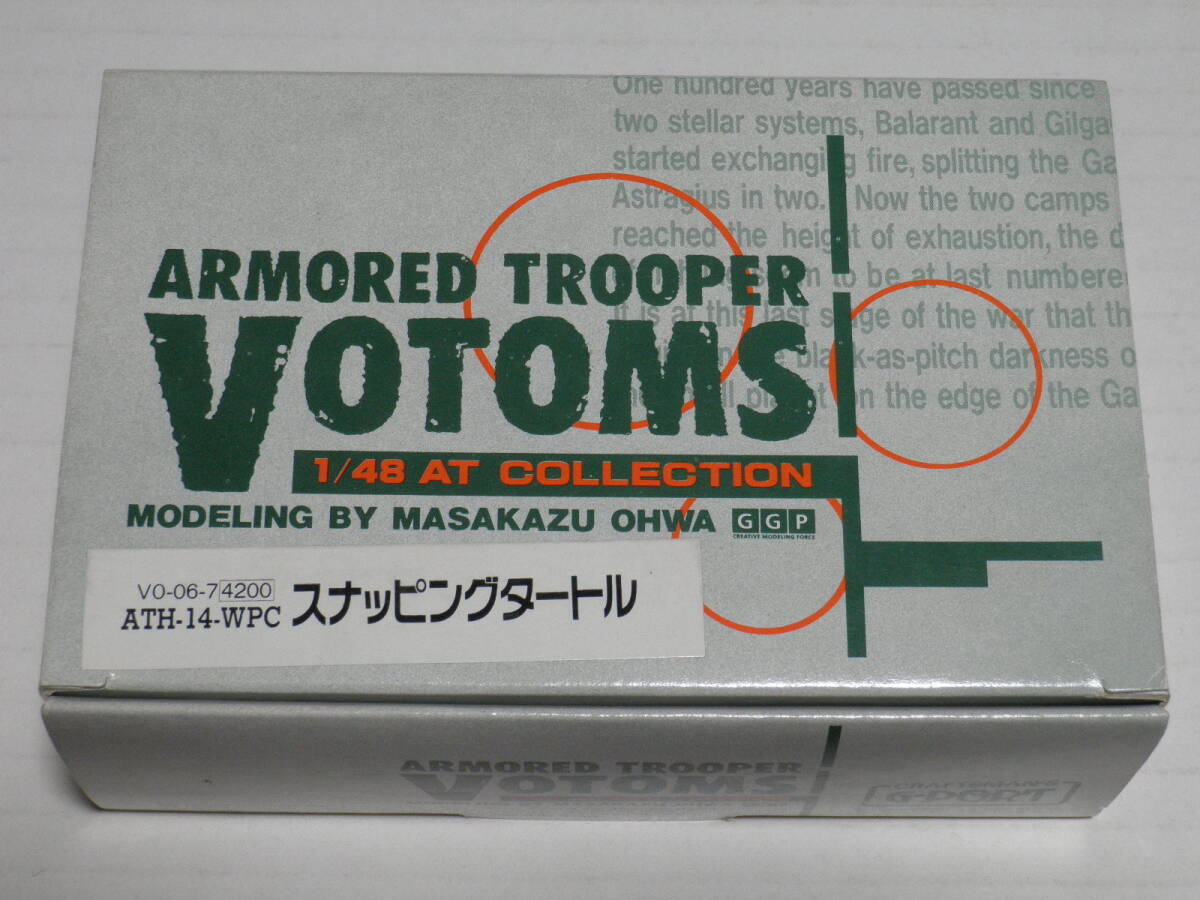 One hundred years have passed since
two stellar systems, Balarant and Gilga
started exchanging fire, splitting the Ga
Astragius in two. Now the two camps
reached the height of exhaustion, the d
to be at last numbere
It is at this last stage of the war that th
black-as-pitch darkness o
on the edge of the Ga
ARMORED TROOPER
VOTOMS
1/48 AT COLLECTION
MODELING BY MASAKAZU OHWA GGP
CREATIVE MODELING FORCE
VO-06-7 4200
ATH-14-WPC スナッピングタートル
ARMORED TROOPER
VOTOMS
CRAFTMAN'S
G-PORT